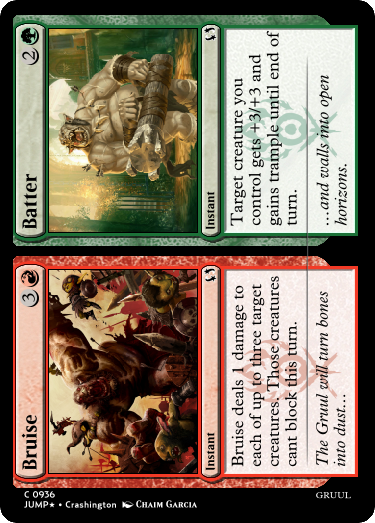 Bruise 3
Instant
Bruise deals 1 damage to
each of up to three target
creatures. Those creatures
cant block this turn.
The Gruul will turn bones
into dust...
Batter 2
Instant
Target creature you
control gets +3/+3 and
gains trample until end of
turn.
...and walls into open
horizons.
C 0936
JUMP★ • Crashington Chaim Garcia
GRUUL